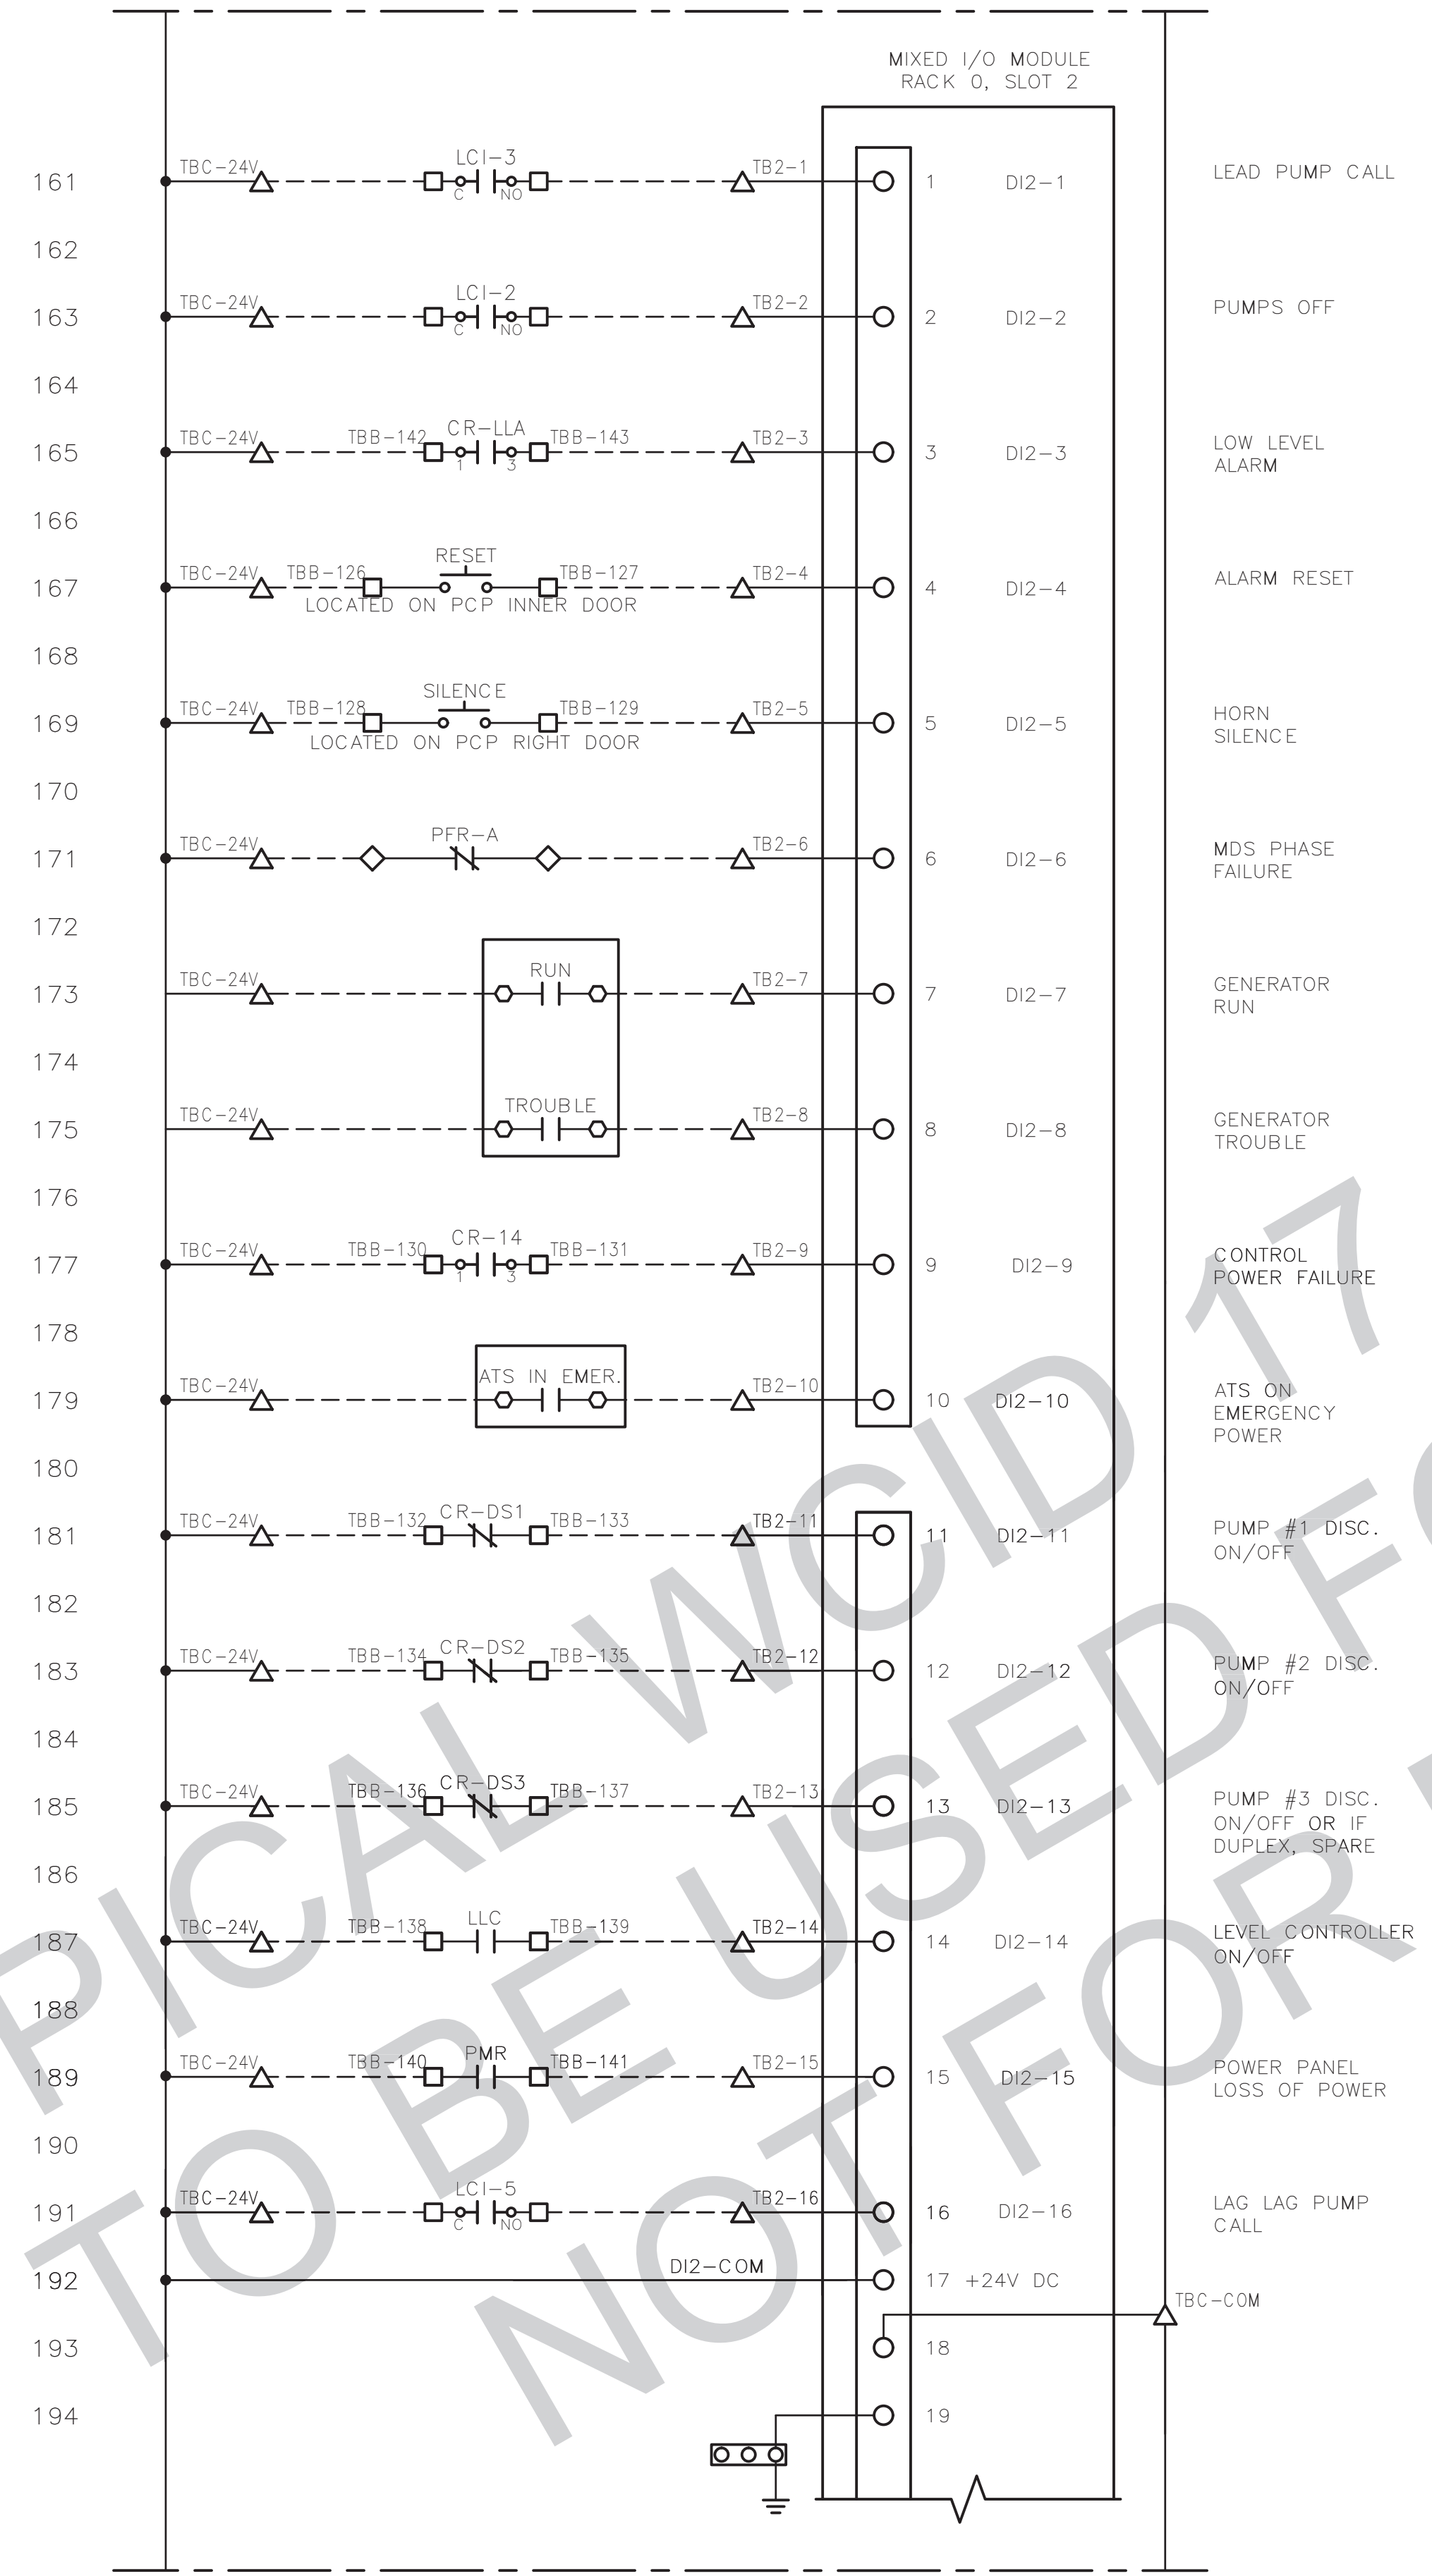 MIXED I/O MODULE
RACK 0, SLOT 2
161 TBC-24V LCI-3 C NO TB2-1 1 DI2-1 LEAD PUMP CALL
162
163 TBC-24V LCI-2 C NO TB2-2 2 DI2-2 PUMPS OFF
164
165 TBC-24V TBB-142 CR-LLA 1 3 TBB-143 TB2-3 3 DI2-3 LOW LEVEL
ALARM
166
167 TBC-24V TBB-126 RESET TBB-127 TB2-4 4 DI2-4 ALARM RESET
LOCATED ON PCP INNER DOOR
168
169 TBC-24V TBB-128 SILENCE TBB-129 TB2-5 5 DI2-5 HORN
SILENCE
LOCATED ON PCP RIGHT DOOR
170
171 TBC-24V PFR-A TB2-6 6 DI2-6 MDS PHASE
FAILURE
172
173 TBC-24V RUN TB2-7 7 DI2-7 GENERATOR
RUN
174
175 TBC-24V TROUBLE TB2-8 8 DI2-8 GENERATOR
TROUBLE
176
177 TBC-24V TBB-130 CR-14 1 3 TBB-131 TB2-9 9 DI2-9 CONTROL
POWER FAILURE
178
179 TBC-24V ATS IN EMER. TB2-10 10 DI2-10 ATS ON
EMERGENCY
POWER
180
181 TBC-24V TBB-132 CR-DS1 TBB-133 TB2-11 11 DI2-11 PUMP #1 DISC.
ON/OFF
182
183 TBC-24V TBB-134 CR-DS2 TBB-135 TB2-12 12 DI2-12 PUMP #2 DISC.
ON/OFF
184
185 TBC-24V TBB-136 CR-DS3 TBB-137 TB2-13 13 DI2-13 PUMP #3 DISC.
ON/OFF OR IF
DUPLEX, SPARE
186
187 TBC-24V TBB-138 LLC TBB-139 TB2-14 14 DI2-14 LEVEL CONTROLLER
ON/OFF
188
189 TBC-24V TBB-140 PMR TBB-141 TB2-15 15 DI2-15 POWER PANEL
LOSS OF POWER
190
191 TBC-24V LCI-5 C NO TB2-16 16 DI2-16 LAG LAG PUMP
CALL
192 DI2-COM 17 +24V DC
TBC-COM
193 18
194 19
PICAL WCID 17
TO BE USED FO
NOT FOR